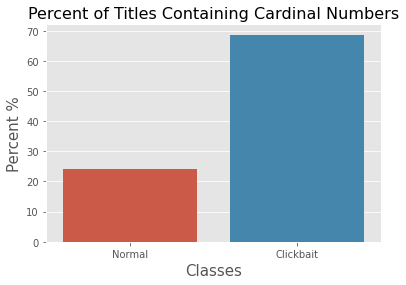 Percent of Titles Containing Cardinal Numbers
70
60
50
40
30
20
10
0
Percent %
Normal
Clickbait
Classes